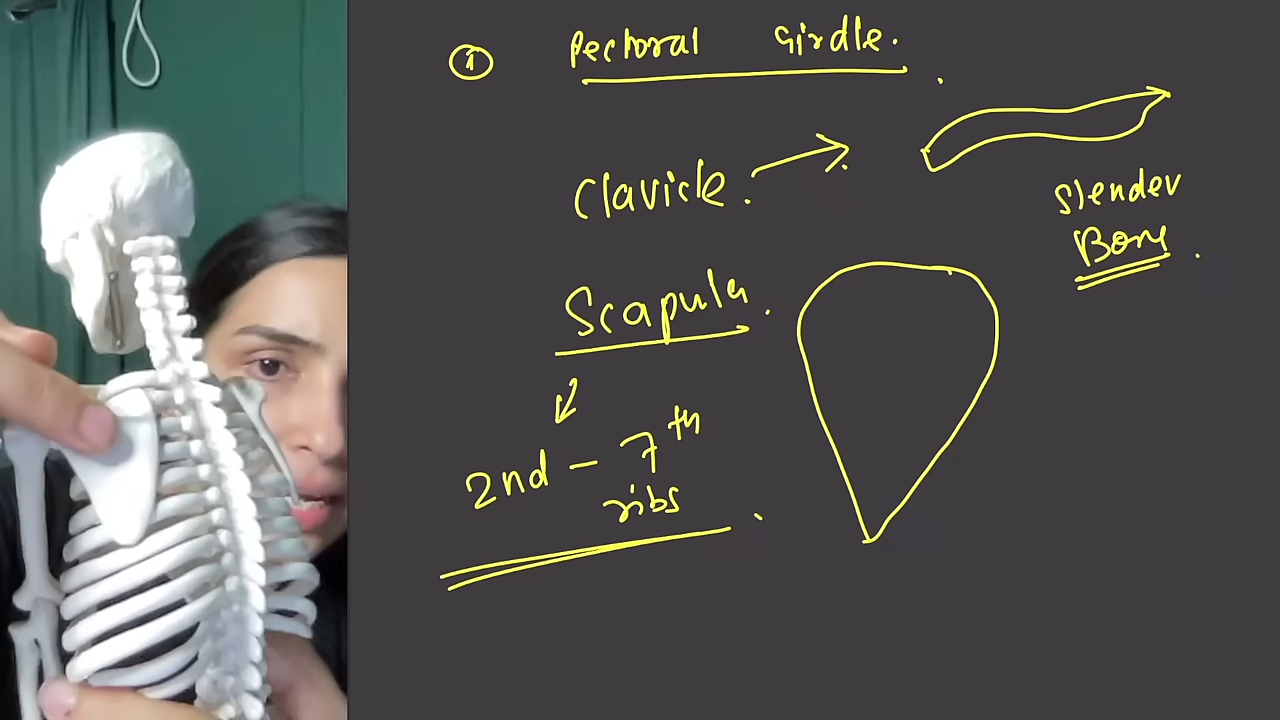 ① Pectoral Girdle.
Clavicle.
Slender
Bone
Scapula.
2nd - 7th
ribs